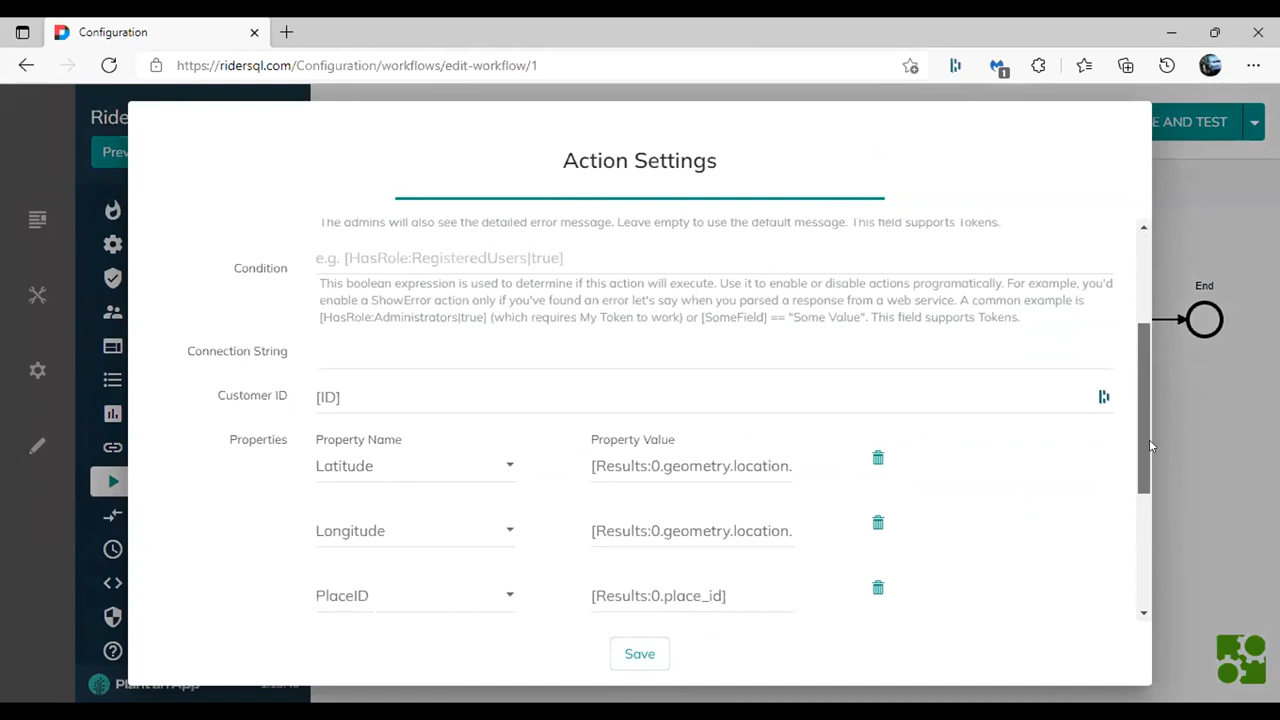 Configuration
https://ridersql.com/Configuration/workflows/edit-workflow/1
1
E AND TEST
Action Settings
The admins will also see the detailed error message. Leave empty to use the default message. This field supports Tokens.
Condition
e.g. [HasRole:RegisteredUsers|true]
This boolean expression is used to determine if this action will execute. Use it to enable or disable actions programatically. For example, you'd
enable a ShowError action only if you've found an error let's say when you parsed a response from a web service. A common example is
[HasRole:Administrators|true] (which requires My Token to work) or [SomeField] == "Some Value". This field supports Tokens.
End
Connection String
Customer ID
[ID]
Properties
Property Name
Property Value
Latitude
[Results:0.geometry.location.
Longitude
[Results:0.geometry.location.
PlaceID
[Results:0.place_id]
Save